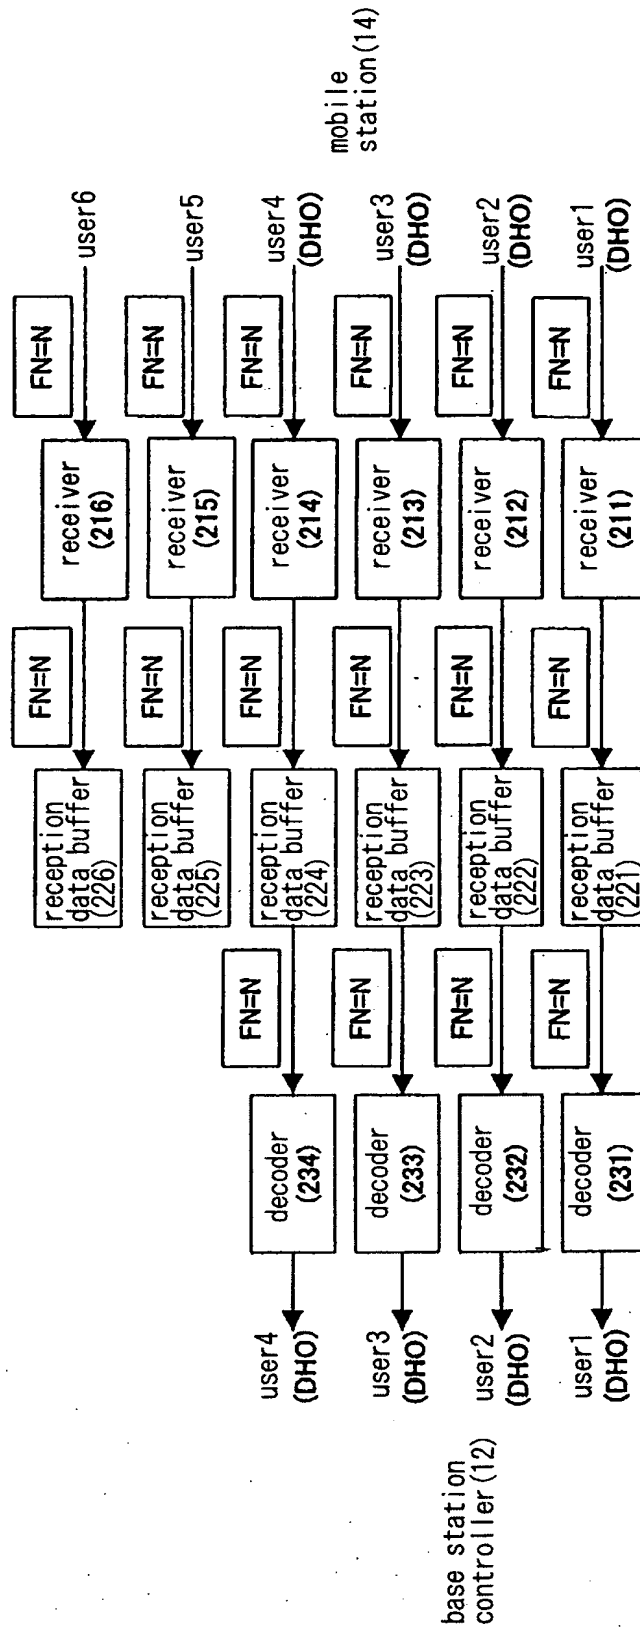 mobile
station(14)
user6
user5
user4
(DHO)
user3
(DHO)
user2
(DHO)
user1
(DHO)
FN=N
FN=N
FN=N
FN=N
FN=N
FN=N
receiver
(216)
receiver
(215)
receiver
(214)
receiver
(213)
receiver
(212)
receiver
(211)
FN=N
FN=N
FN=N
FN=N
FN=N
FN=N
reception
data buffer
(226)
reception
data buffer
(225)
reception
data buffer
(224)
reception
data buffer
(223)
reception
data buffer
(222)
reception
data buffer
(221)
FN=N
FN=N
FN=N
FN=N
decoder
(234)
decoder
(233)
decoder
(232)
decoder
(231)
user4
(DHO)
user3
(DHO)
user2
(DHO)
user1
(DHO)
base station
controller(12)